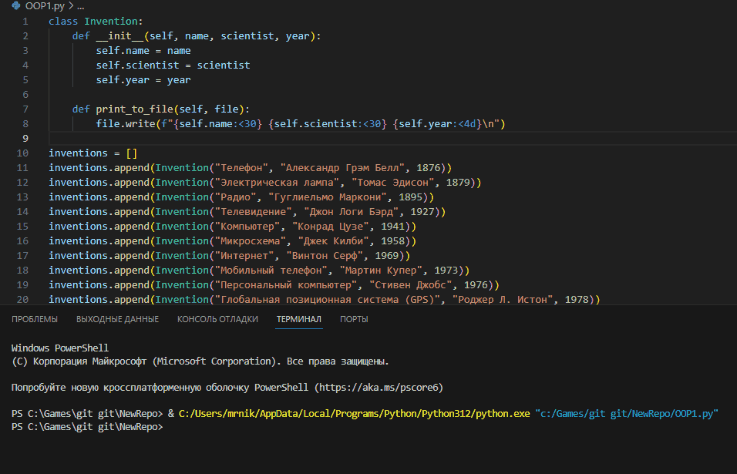 OOP1.py > ...
1 class Invention:
2     def __init__(self, name, scientist, year):
3         self.name = name
4         self.scientist = scientist
5         self.year = year
6
7     def print_to_file(self, file):
8         file.write(f"{self.name:<30} {self.scientist:<30} {self.year:<4d}\n")
9
10 inventions = []
11 inventions.append(Invention("Телефон", "Александр Грэм Белл", 1876))
12 inventions.append(Invention("Электрическая лампа", "Томас Эдисон", 1879))
13 inventions.append(Invention("Радио", "Гуглиельмо Маркони", 1895))
14 inventions.append(Invention("Телевидение", "Джон Логи Бэрд", 1927))
15 inventions.append(Invention("Компьютер", "Конрад Цузе", 1941))
16 inventions.append(Invention("Микросхема", "Джек Килби", 1958))
17 inventions.append(Invention("Интернет", "Винтон Серф", 1969))
18 inventions.append(Invention("Мобильный телефон", "Мартин Купер", 1973))
19 inventions.append(Invention("Персональный компьютер", "Стивен Джобс", 1976))
20 inventions.append(Invention("Глобальная позиционная система (GPS)", "Роджер Л. Истон", 1978))
ПРОБЛЕМЫ ВЫХОДНЫЕ ДАННЫЕ КОНСОЛЬ ОТЛАДКИ ТЕРМИНАЛ ПОРТЫ
Windows PowerShell
(C) Корпорация Майкрософт (Microsoft Corporation). Все права защищены.
Попробуйте новую кроссплатформенную оболочку PowerShell (https://aka.ms/pscore6)
PS C:\Games\git git\NewRepo> & C:/Users/mrnik/AppData/Local/Programs/Python/Python312/python.exe "c:/Games/git git/NewRepo/OOP1.py"
PS C:\Games\git git\NewRepo>